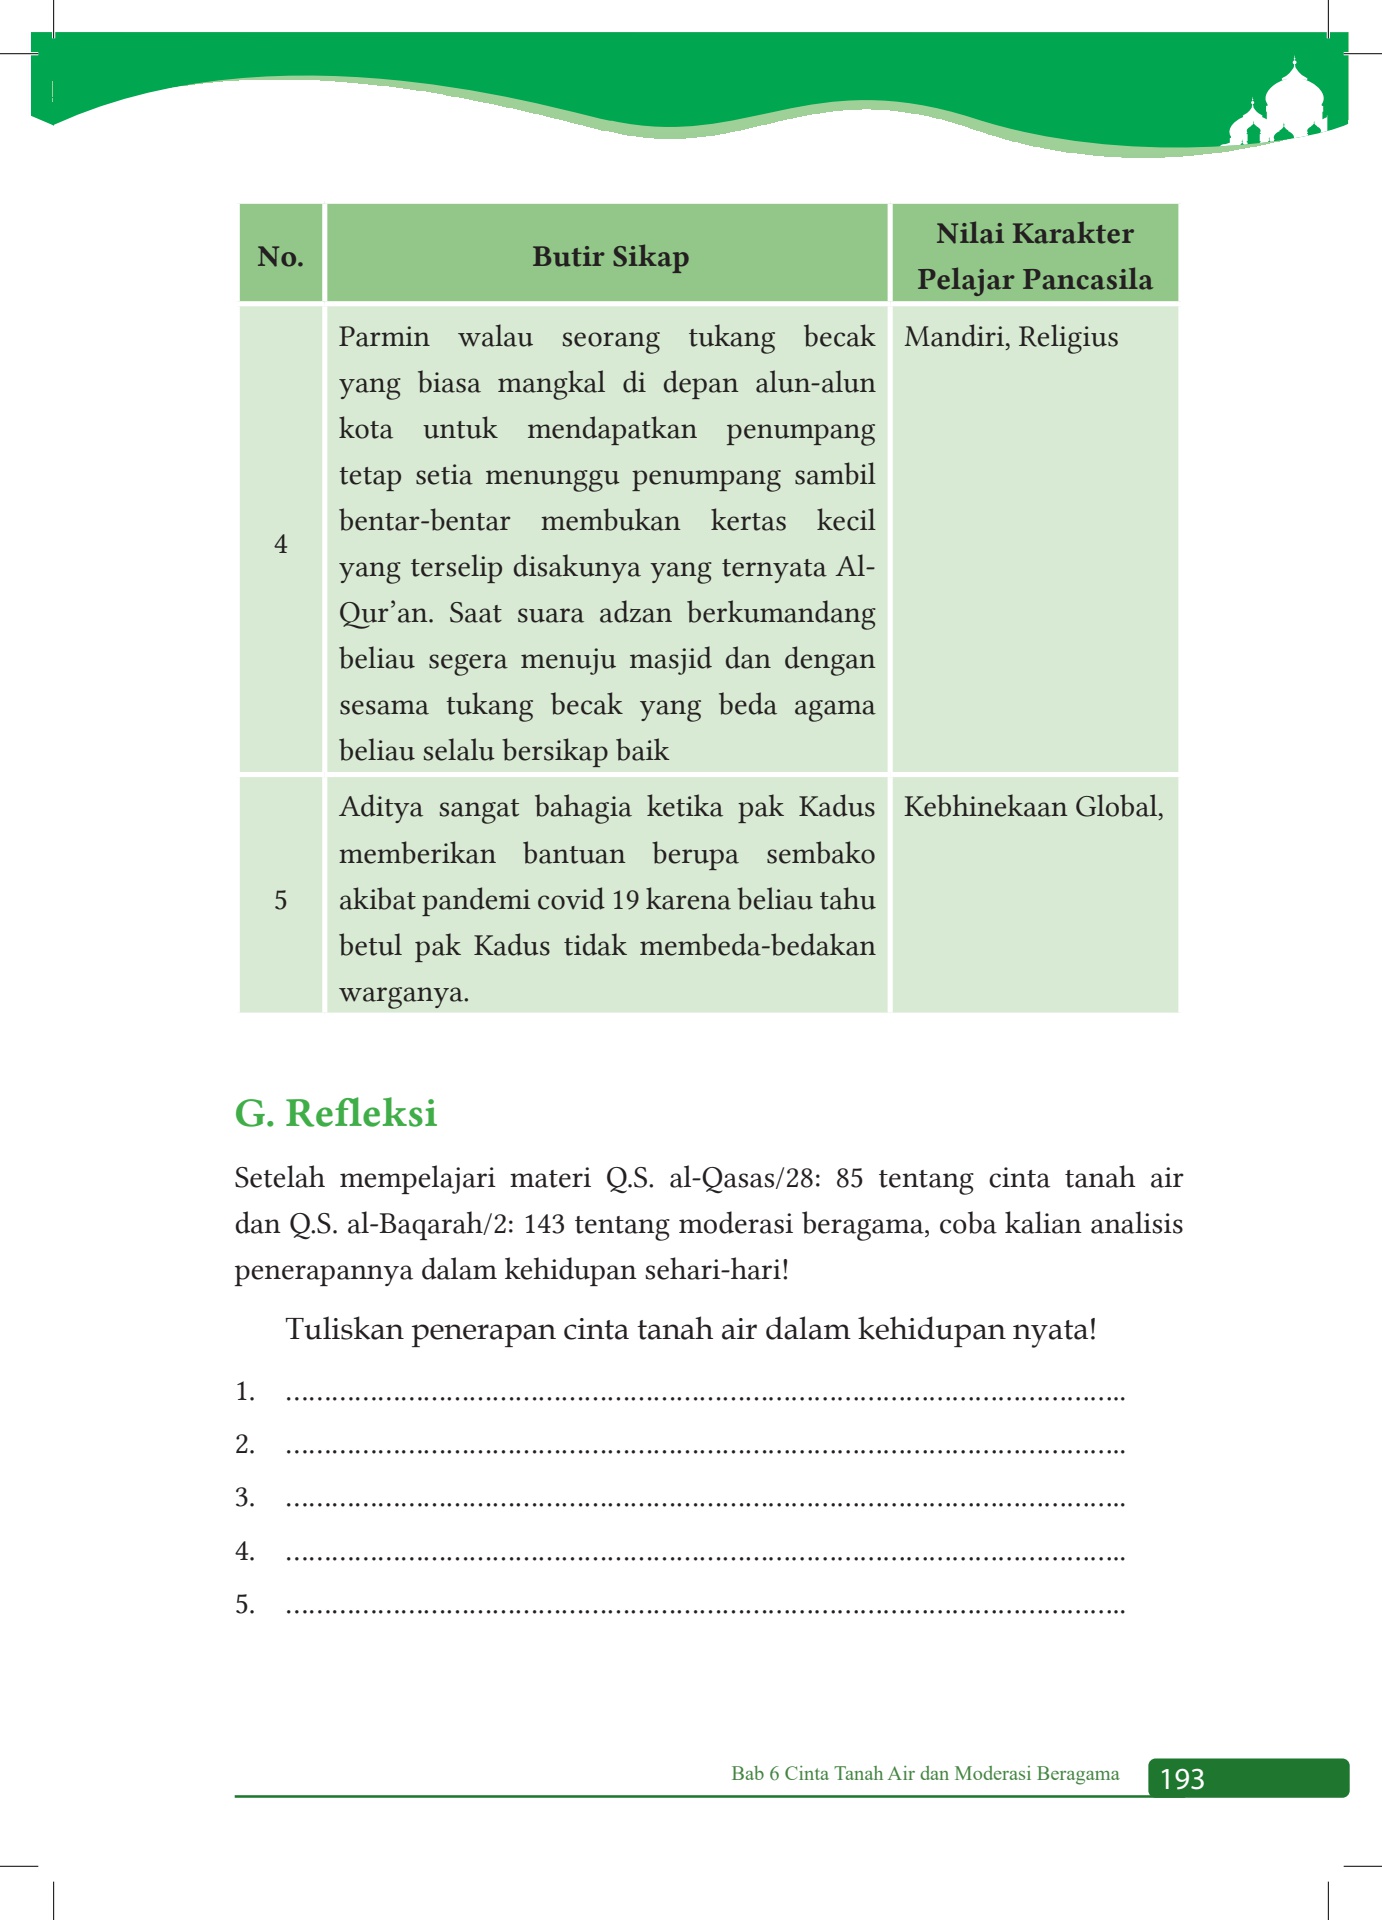 No.
Butir Sikap
Nilai Karakter
Pelajar Pancasila
4
Parmin walau seorang tukang becak
yang biasa mangkal di depan alun-alun
kota untuk mendapatkan penumpang
tetap setia menunggu penumpang sambil
bentar-bentar membukan kertas kecil
yang terselip disakunya yang ternyata Al-
Qur’an. Saat suara adzan berkumandang
beliau segera menuju masjid dan dengan
sesama tukang becak yang beda agama
beliau selalu bersikap baik
Mandiri, Religius
5
Aditya sangat bahagia ketika pak Kadus
memberikan bantuan berupa sembako
akibat pandemi covid 19 karena beliau tahu
betul pak Kadus tidak membeda-bedakan
warganya.
Kebhinekaan Global,
G. Refleksi
Setelah mempelajari materi Q.S. al-Qasas/28: 85 tentang cinta tanah air
dan Q.S. al-Baqarah/2: 143 tentang moderasi beragama, coba kalian analisis
penerapannya dalam kehidupan sehari-hari!
Tuliskan penerapan cinta tanah air dalam kehidupan nyata!
1. ………………………………………………………………………………………..
2. ………………………………………………………………………………………..
3. ………………………………………………………………………………………..
4. ………………………………………………………………………………………..
5. ………………………………………………………………………………………..
Bab 6 Cinta Tanah Air dan Moderasi Beragama 193